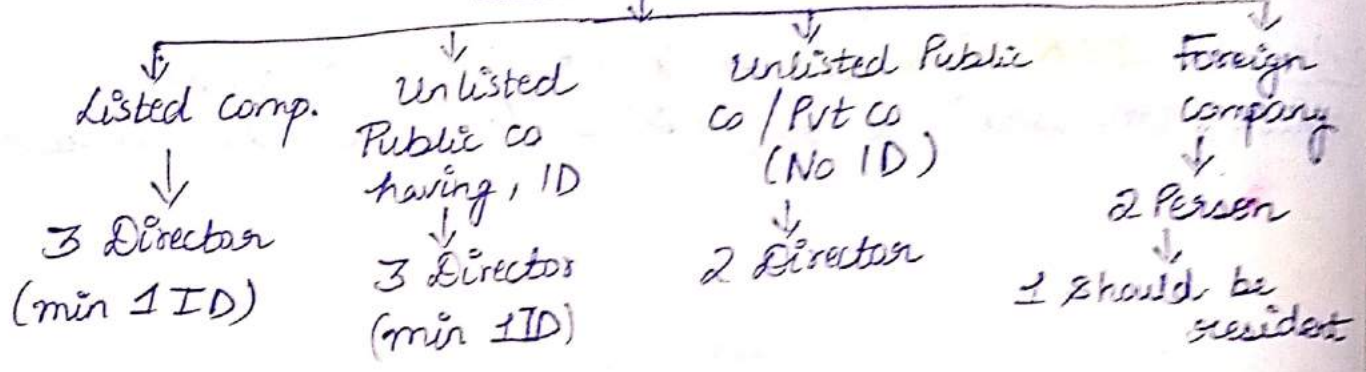 Listed comp.
3 Director
(min 1 ID)
Unlisted
Public co
having, ID
3 Director
(min 1ID)
Unlisted Public
co / Pvt co
(No ID)
2 Director
Foreign
company
2 Person
1 should be
resident